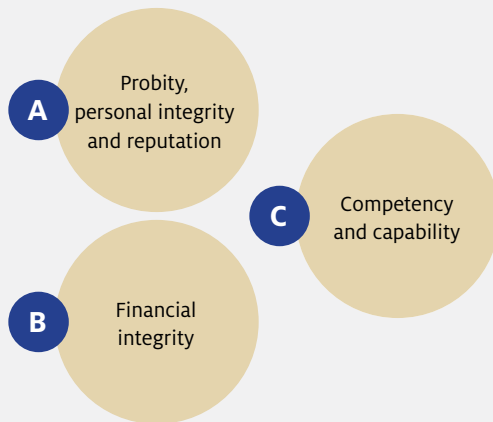 A
Probity,
personal integrity
and reputation
B
Financial
integrity
C
Competency
and capability